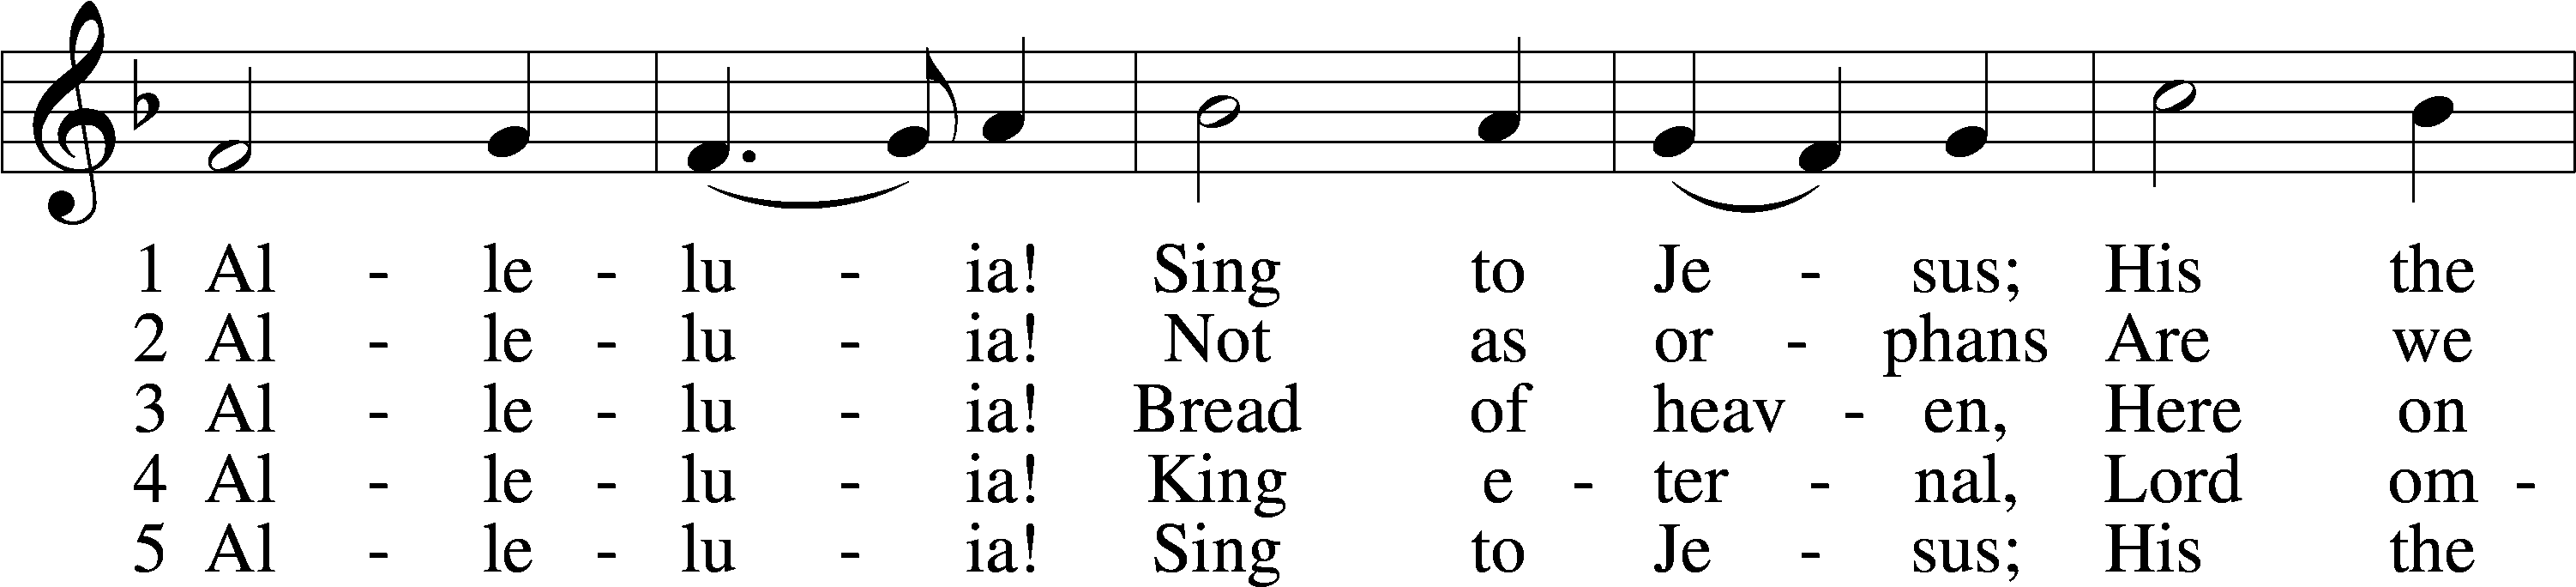 1 Al - le - lu - ia! Sing to Je - sus; His the
2 Al - le - lu - ia! Not as or - phans Are we
3 Al - le - lu - ia! Bread of heav - en, Here on
4 Al - le - lu - ia! King e - ter - nal, Lord om -
5 Al - le - lu - ia! Sing to Je - sus; His the